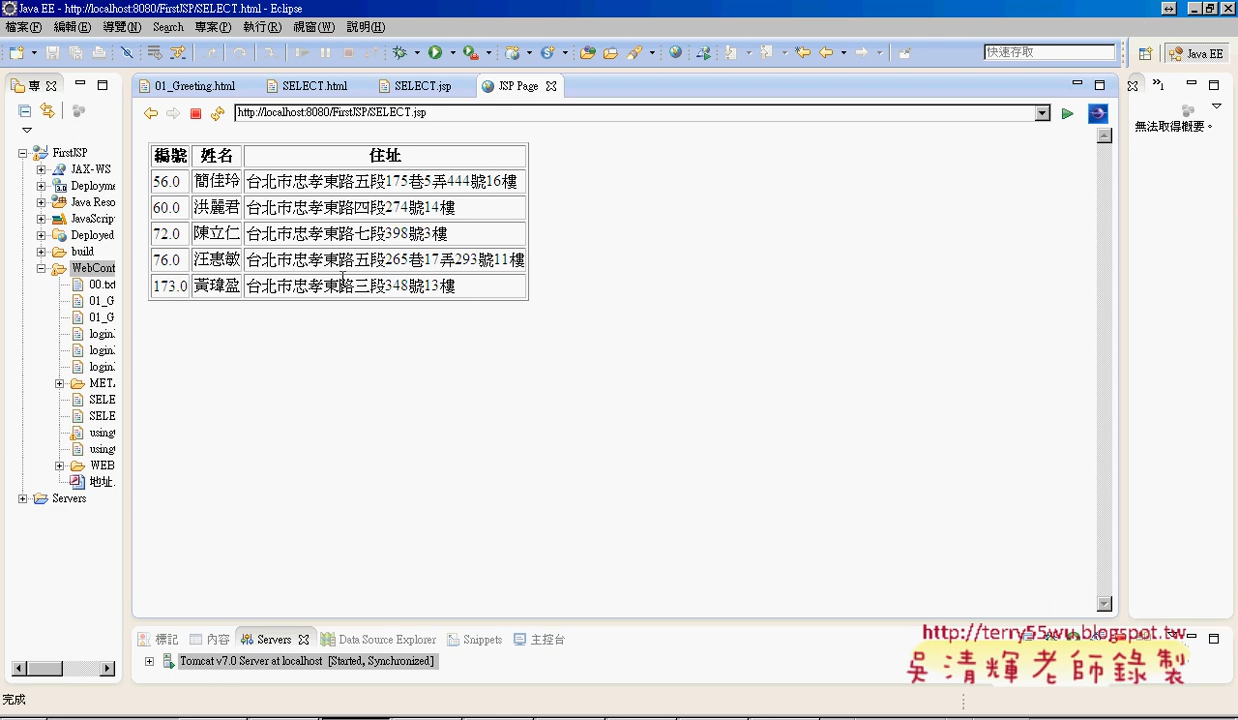 Java EE - http://localhost:8080/FirstJSP/SELECT.html - Eclipse
檔案(F) 編輯(E) 導覽(N) Search 專案(P) 執行(R) 視窗(W) 說明(H)
快速存取
Java EE
專
01_Greeting.html
SELECT.html
SELECT.jsp
JSP Page
»1
http://localhost:8080/FirstJSP/SELECT.jsp
無法取得概要。
FirstJSP
JAX-WS
Deployme
Java Reso
JavaScrip
Deployed
build
WebCont
00.txt
01_G
01_G
login
login
login
META
SELE
SELE
using
using
WEB
地址.
Servers
編號 姓名 住址
56.0 簡佳玲 台北市忠孝東路五段175巷5弄444號16樓
60.0 洪麗君 台北市忠孝東路四段274號14樓
72.0 陳立仁 台北市忠孝東路七段398號3樓
76.0 汪惠敏 台北市忠孝東路五段265巷17弄293號11樓
173.0 黃瑋盈 台北市忠孝東路三段348號13樓
標記 內容 Servers Data Source Explorer Snippets 主控台
Tomcat v7.0 Server at localhost [Started, Synchronized]
http://terry55wu.blogspot.tw
吳清輝老師錄製
完成